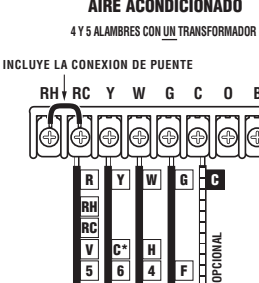 AIRE ACONDICIONADO
4 Y 5 ALAMBRES CON UN TRANSFORMADOR
INCLUYE LA CONEXION DE PUENTE
RH RC Y W G C O B
R Y W G C
RH
RC
V C* H
5 6 4 F
OPCIONAL